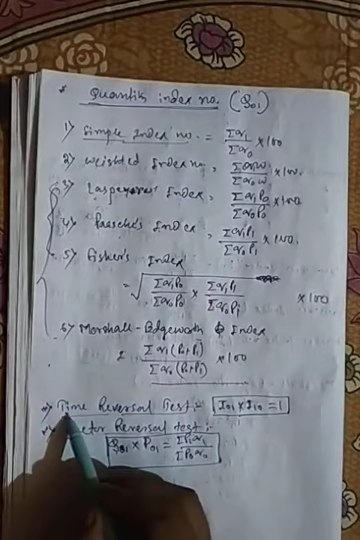 Quantity index no. (Q₀₁)
1) Simple Index no. = Σq₁/Σq₀ × 100
2) Weighted Index no. = Σq₁w/Σq₀w × 100.
3) Laspeyres' Index = Σq₁P₀/Σq₀P₀ × 100
4) Paasche's Index = Σq₁P₁/Σq₀P₁ × 100.
5) Fisher's Index
= √(Σq₁P₀/Σq₀P₀ × Σq₁P₁/Σq₀P₁) × 100
6) Marshall-Edgeworth Index
= Σq₁(P₀+P₁)/Σq₀(P₀+P₁) × 100
Time Reversal Test:- I₀₁ × I₁₀ = 1
Reversal test:-
Q₀₁ × P₀₁ = ΣP₁q₁/ΣP₀q₀